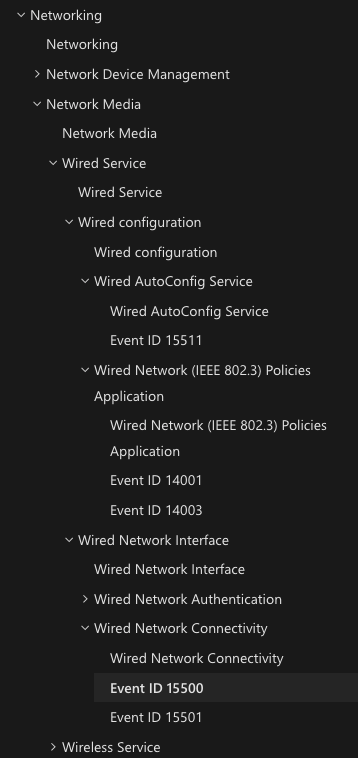 Networking
Networking
Network Device Management
Network Media
Network Media
Wired Service
Wired Service
Wired configuration
Wired configuration
Wired AutoConfig Service
Wired AutoConfig Service
Event ID 15511
Wired Network (IEEE 802.3) Policies
Application
Wired Network (IEEE 802.3) Policies
Application
Event ID 14001
Event ID 14003
Wired Network Interface
Wired Network Interface
Wired Network Authentication
Wired Network Connectivity
Wired Network Connectivity
Event ID 15500
Event ID 15501
Wireless Service